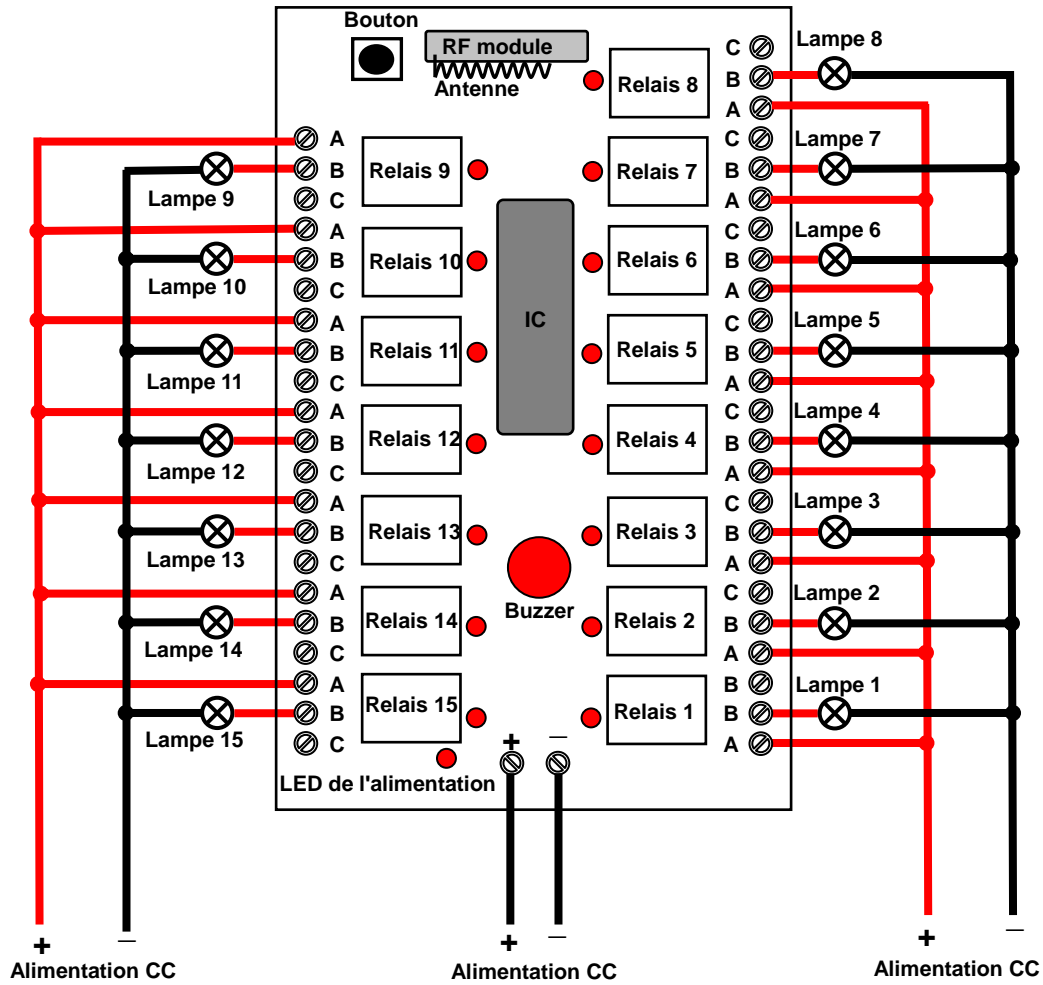 Bouton
RF module
Antenne
Relais 8
C
B
A
Lampe 8
A
B
C
Lampe 9
Relais 9
Relais 7
C
B
A
Lampe 7
A
B
C
Lampe 10
Relais 10
Relais 6
C
B
A
Lampe 6
IC
A
B
C
Lampe 11
Relais 11
Relais 5
C
B
A
Lampe 5
A
B
C
Lampe 12
Relais 12
Relais 4
C
B
A
Lampe 4
A
B
C
Lampe 13
Relais 13
Relais 3
C
B
A
Lampe 3
Buzzer
A
B
C
Lampe 14
Relais 14
Relais 2
C
B
A
Lampe 2
A
B
C
Lampe 15
Relais 15
Relais 1
B
B
A
Lampe 1
+ –
LED de l'alimentation
+ –
Alimentation CC
+ –
Alimentation CC
+ –
Alimentation CC